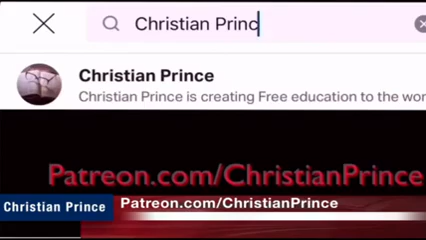 Christian Princ
Christian Prince
Christian Prince is creating Free education to the wor
Patreon.com/ChristianPrince
Christian Prince
Patreon.com/ChristianPrince